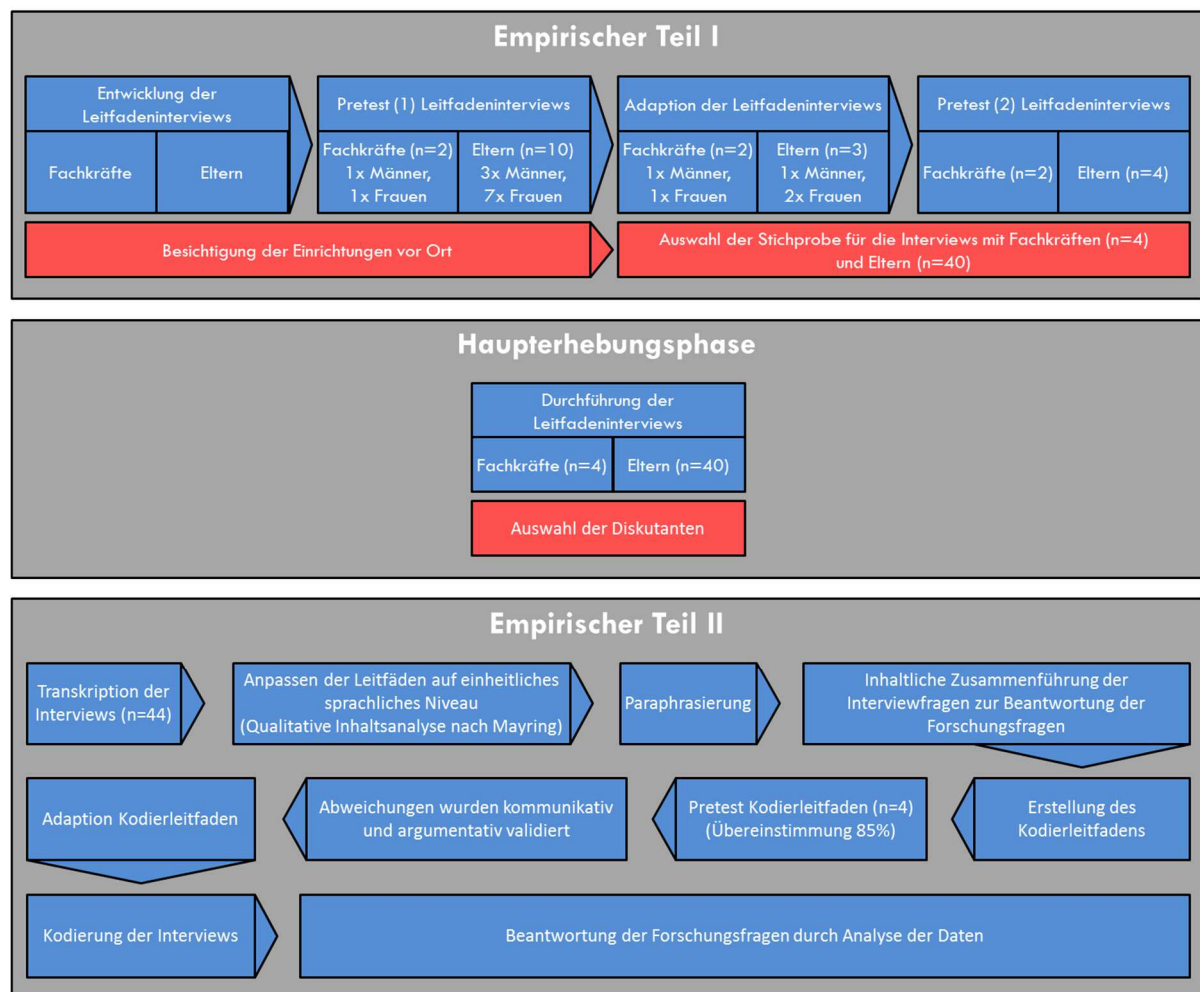 Empirischer Teil I
Entwicklung der
Leitfadeninterviews
Fachkräfte
Eltern
Pretest (1) Leitfadeninterviews
Fachkräfte (n=2)
1x Männer,
1x Frauen
Eltern (n=10)
3x Männer,
7x Frauen
Adaption der Leitfadeninterviews
Fachkräfte (n=2)
1x Männer,
1x Frauen
Eltern (n=3)
1x Männer,
2x Frauen
Pretest (2) Leitfadeninterviews
Fachkräfte (n=2)
Eltern (n=4)
Besichtigung der Einrichtungen vor Ort
Auswahl der Stichprobe für die Interviews mit Fachkräften (n=4)
und Eltern (n=40)
Haupterhebungsphase
Durchführung der
Leitfadeninterviews
Fachkräfte (n=4)
Eltern (n=40)
Auswahl der Diskutanten
Empirischer Teil II
Transkription der
Interviews (n=44)
Anpassen der Leitfäden auf einheitliches
sprachliches Niveau
(Qualitative Inhaltsanalyse nach Mayring)
Paraphrasierung
Inhaltliche Zusammenführung der
Interviewfragen zur Beantwortung der
Forschungsfragen
Erstellung des
Kodierleitfadens
Pretest Kodierleitfaden (n=4)
(Übereinstimmung 85%)
Abweichungen wurden kommunikativ
und argumentativ validiert
Adaption Kodierleitfaden
Kodierung der Interviews
Beantwortung der Forschungsfragen durch Analyse der Daten